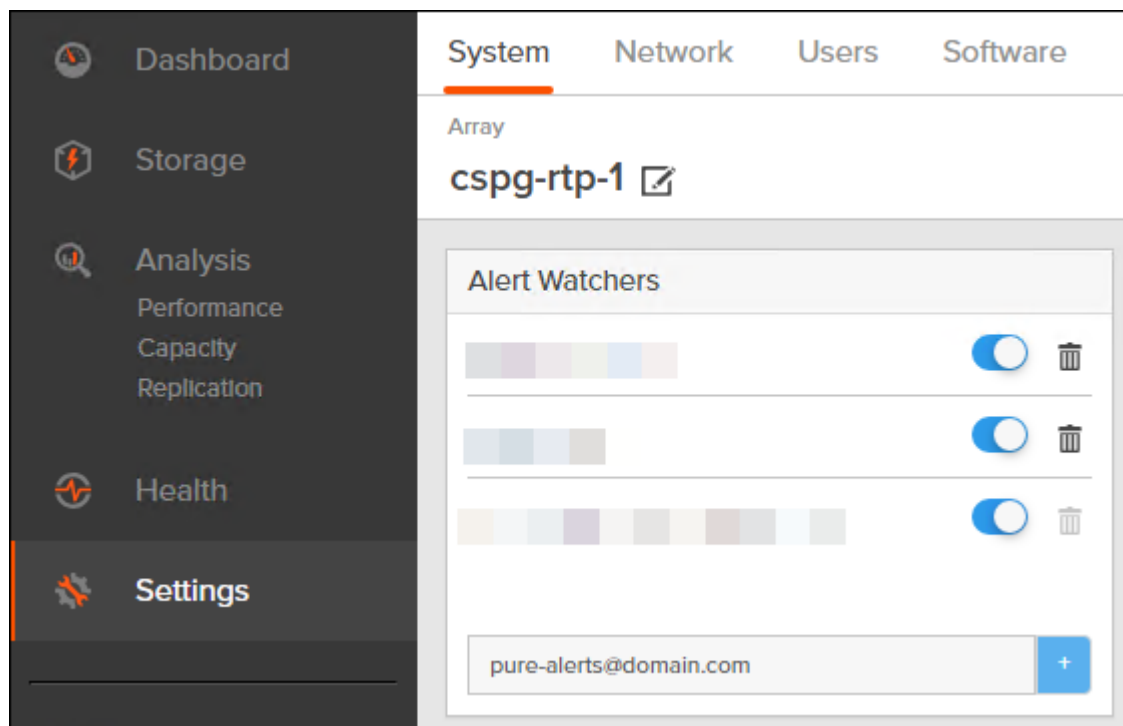 Dashboard
Storage
Analysis
Performance
Capacity
Replication
Health
Settings
System Network Users Software
Array
cspg-rtp-1
Alert Watchers
pure-alerts@domain.com
+